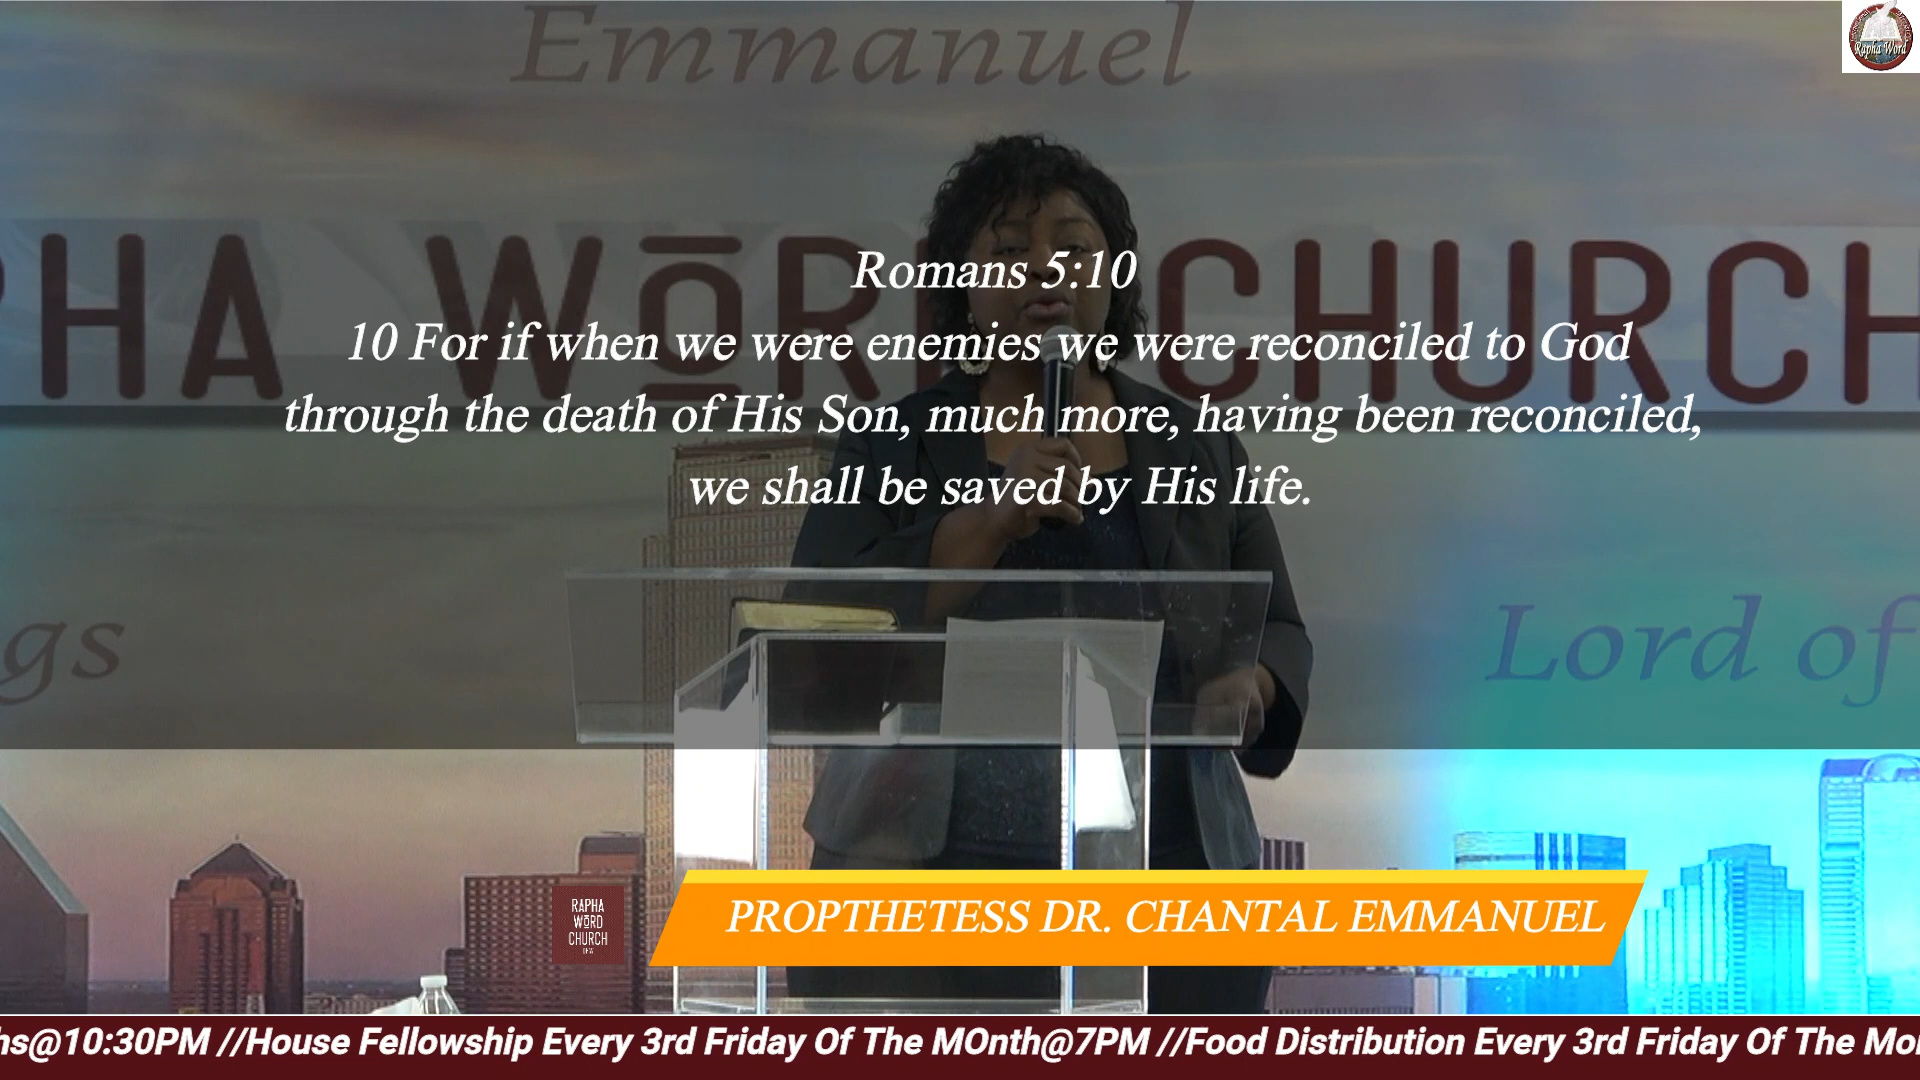 Emmanuel
Rapha Word
HA WORD CHURCH
Romans 5:10
10 For if when we were enemies we were reconciled to God
through the death of His Son, much more, having been reconciled,
we shall be saved by His life.
gs
Lord of
RAPHA
WORD
CHURCH
PROPTHETESS DR. CHANTAL EMMANUEL
hs@10:30PM //House Fellowship Every 3rd Friday Of The MOnth@7PM //Food Distribution Every 3rd Friday Of The Mo